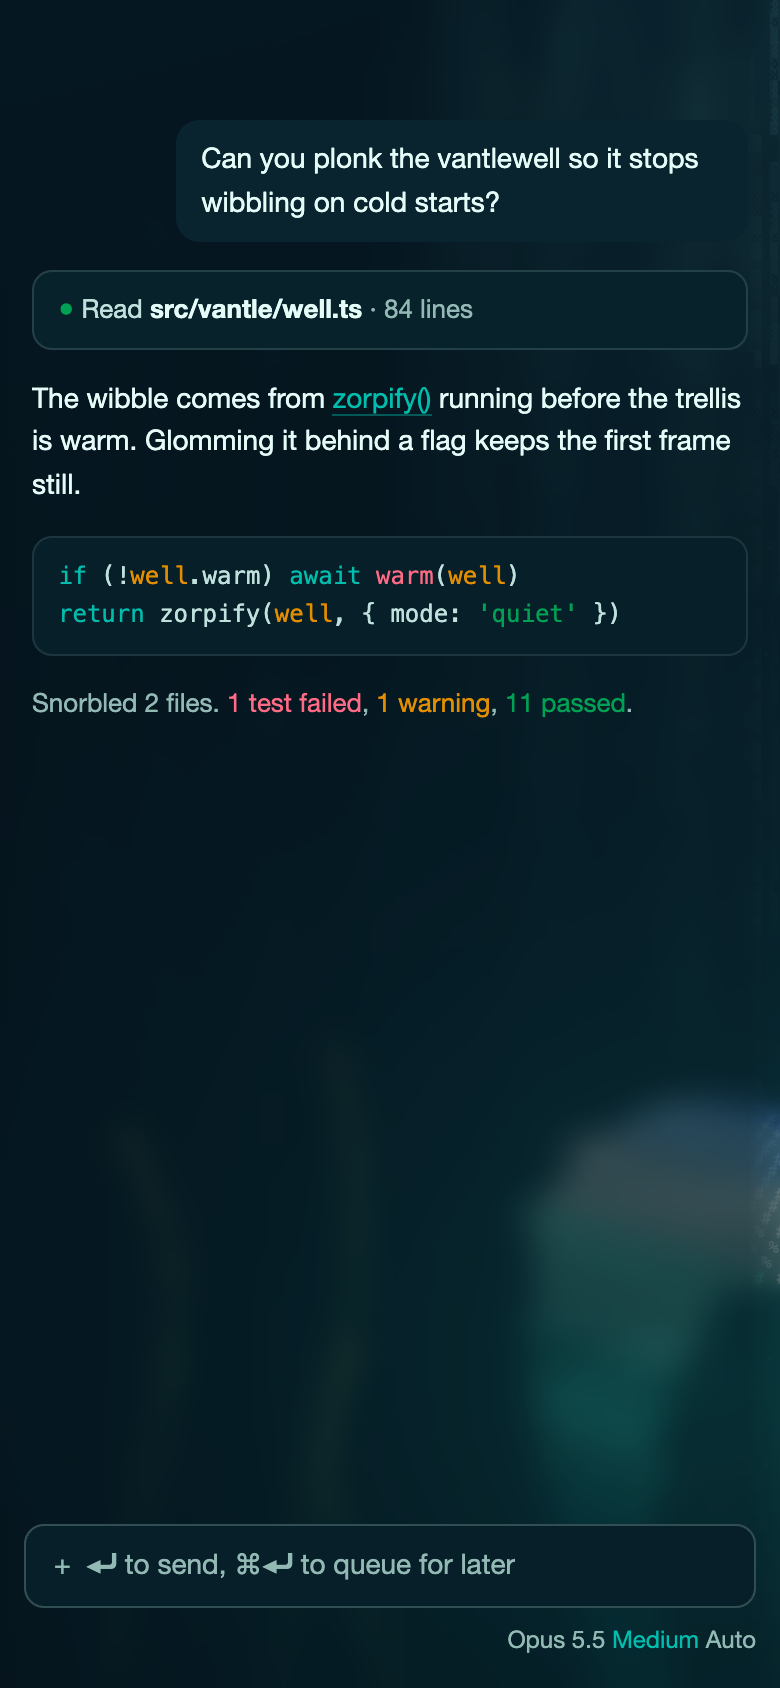 Can you plonk the vantlewell so it stops
wibbling on cold starts?
Read src/vantle/well.ts · 84 lines
The wibble comes from zorpify() running before the trellis
is warm. Glomming it behind a flag keeps the first frame
still.
if (!well.warm) await warm(well)
return zorpify(well, { mode: 'quiet' })
Snorbled 2 files. 1 test failed, 1 warning, 11 passed.
+ ↵ to send, ⌘↵ to queue for later
Opus 5.5 Medium Auto